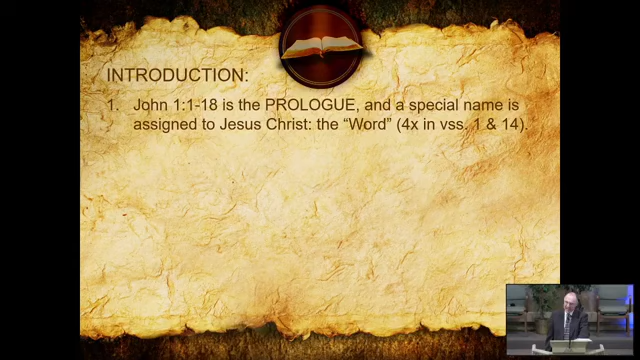 INTRODUCTION:
1. John 1:1-18 is the PROLOGUE, and a special name is
assigned to Jesus Christ: the “Word” (4x in vss. 1 & 14).